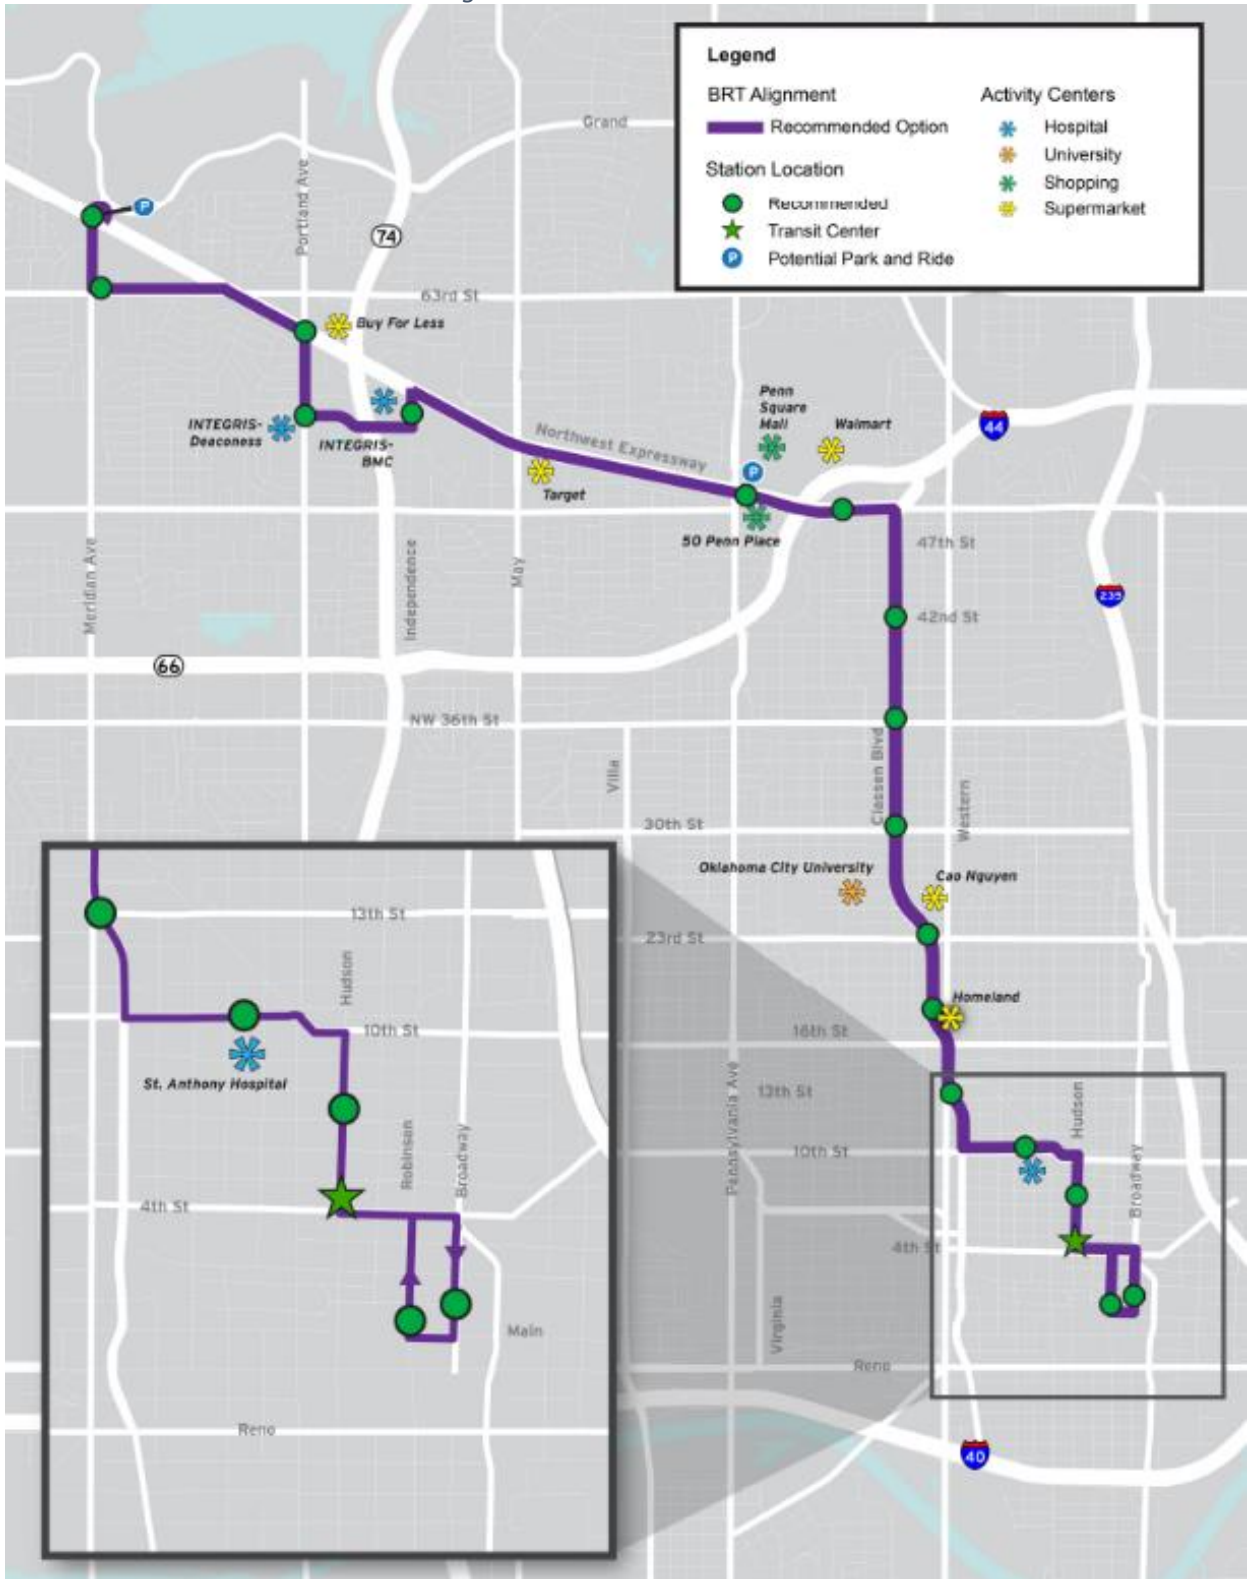 Legend
BRT Alignment
Recommended Option
Station Location
Recommended
Transit Center
Potential Park and Ride
Activity Centers
Hospital
University
Shopping
Supermarket
Grand
Portland Ave
P
74
63rd St
Buy For Less
INTEGRIS-
Deaconess
INTEGRIS-
BMC
Northwest Expressway
Target
Penn
Square
Mall
Walmart
P
44
50 Penn Place
47th St
Meridian Ave
Independence
May
42nd St
235
66
NW 36th St
Villa
Classen Blvd
Western
30th St
Oklahoma City University
Cao Nguyen
23rd St
Homeland
16th St
Pennsylvania Ave
13th St
10th St
Hudson
Broadway
4th St
Virginia
Reno
40
13th St
Hudson
10th St
St. Anthony Hospital
Robinson
Broadway
4th St
Main
Reno